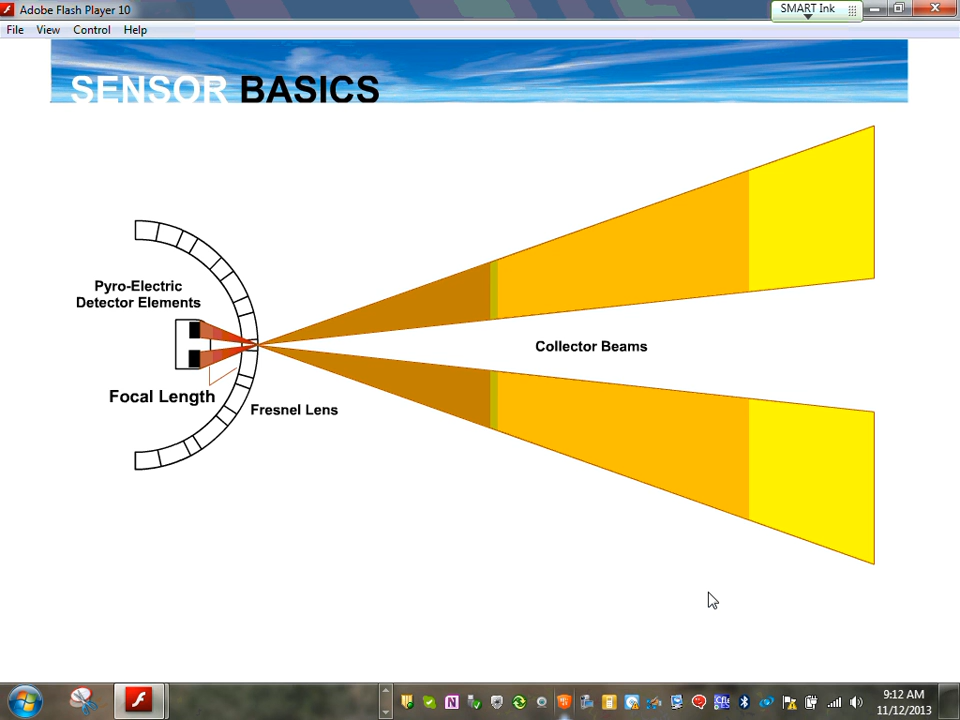 Adobe Flash Player 10
SMART Ink
File View Control Help
SENSOR BASICS
Pyro-Electric
Detector Elements
Collector Beams
Focal Length
Fresnel Lens
9:12 AM
11/12/2013